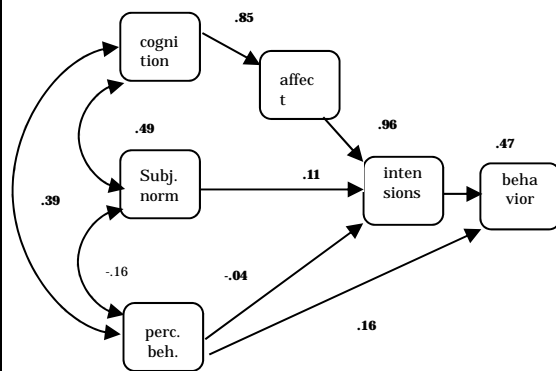 .85
cogni
tion
affec
t
.49
.96
.47
Subj.
norm
.11
inten
sions
beha
vior
.39
-.16
-.04
perc.
beh.
.16